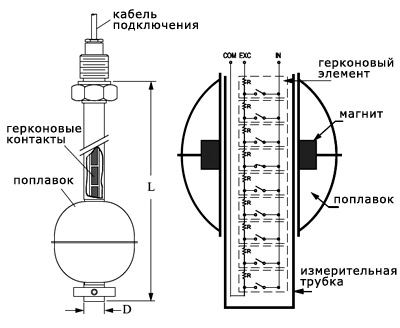 кабель
подключения
герконовые
контакты
поплавок
L
D
COM EXC IN
герконовый
элемент
магнит
поплавок
измерительная
трубка
R
R
R
R
R
R
R
R